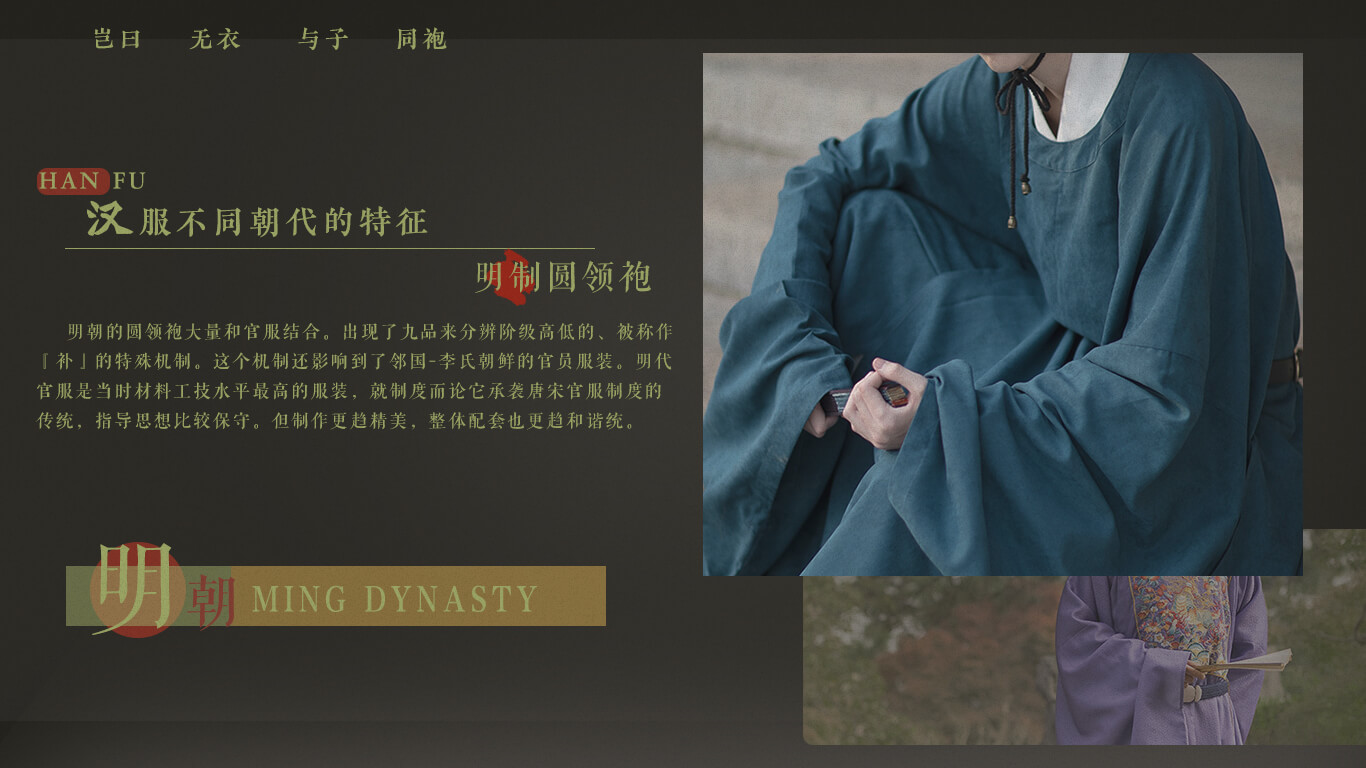 岂曰 无衣 与子 同袍
HAN FU
汉服不同朝代的特征
明制圆领袍
明朝的圆领袍大量和官服结合。出现了九品来分辨阶级高低的、被称作
『补」的特殊机制。这个机制还影响到了邻国-李氏朝鲜的官员服装。明代
官服是当时材料工技水平最高的服装，就制度而论它承袭唐宋官服制度的
传统，指导思想比较保守。但制作更趋精美，整体配套也更趋和谐统。
明朝 MING DYNASTY